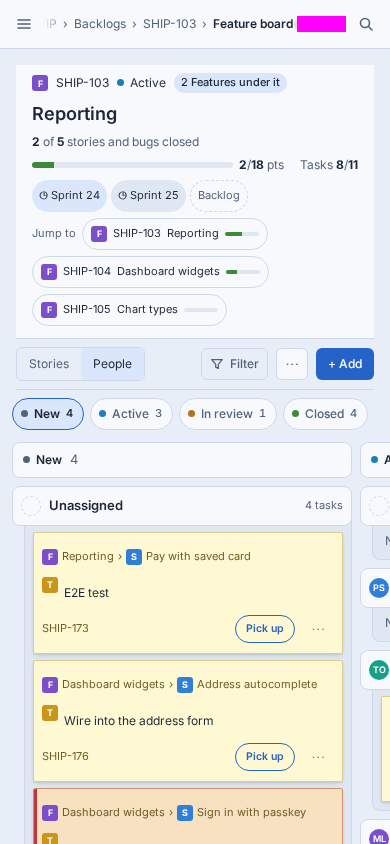 IP › Backlogs › SHIP-103 › Feature board
F SHIP-103 Active 2 Features under it
Reporting
2 of 5 stories and bugs closed
2/18 pts Tasks 8/11
Sprint 24 Sprint 25 Backlog
Jump to F SHIP-103 Reporting
F SHIP-104 Dashboard widgets
F SHIP-105 Chart types
Stories People Filter ... + Add
New 4 Active 3 In review 1 Closed 4
New 4
Unassigned 4 tasks
F Reporting › S Pay with saved card
T E2E test
SHIP-173 Pick up ...
PS
TO
F Dashboard widgets › S Address autocomplete
T Wire into the address form
SHIP-176 Pick up ...
F Dashboard widgets › S Sign in with passkey
T
ML